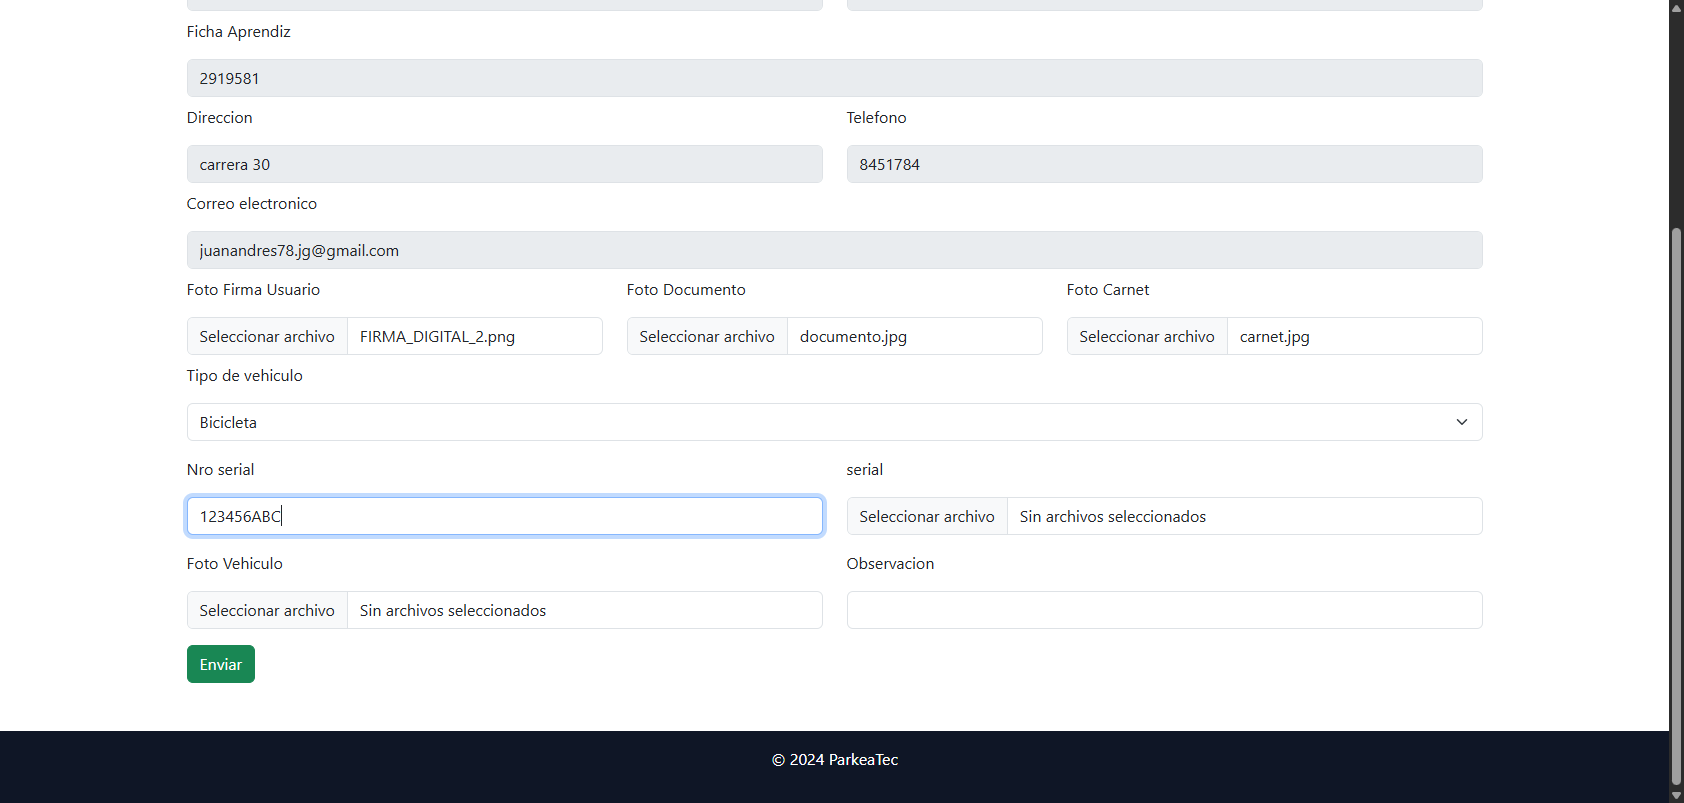 Ficha Aprendiz
2919581
Direccion Telefono
carrera 30 8451784
Correo electronico
juanandres78.jg@gmail.com
Foto Firma Usuario Foto Documento Foto Carnet
Seleccionar archivo FIRMA_DIGITAL_2.png Seleccionar archivo documento.jpg Seleccionar archivo carnet.jpg
Tipo de vehiculo
Bicicleta
Nro serial serial
123456ABC Seleccionar archivo Sin archivos seleccionados
Foto Vehiculo Observacion
Seleccionar archivo Sin archivos seleccionados
Enviar
© 2024 ParkeaTec